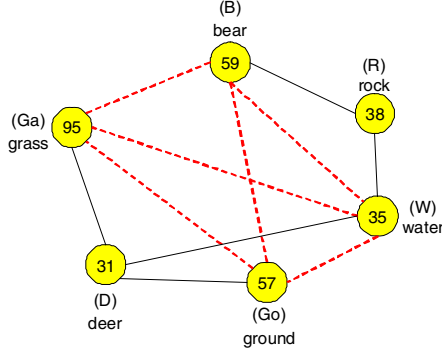 (B)
bear
59
(R)
rock
38
(Ga)
grass
95
(W)
water
35
31
(D)
deer
57
(Go)
ground